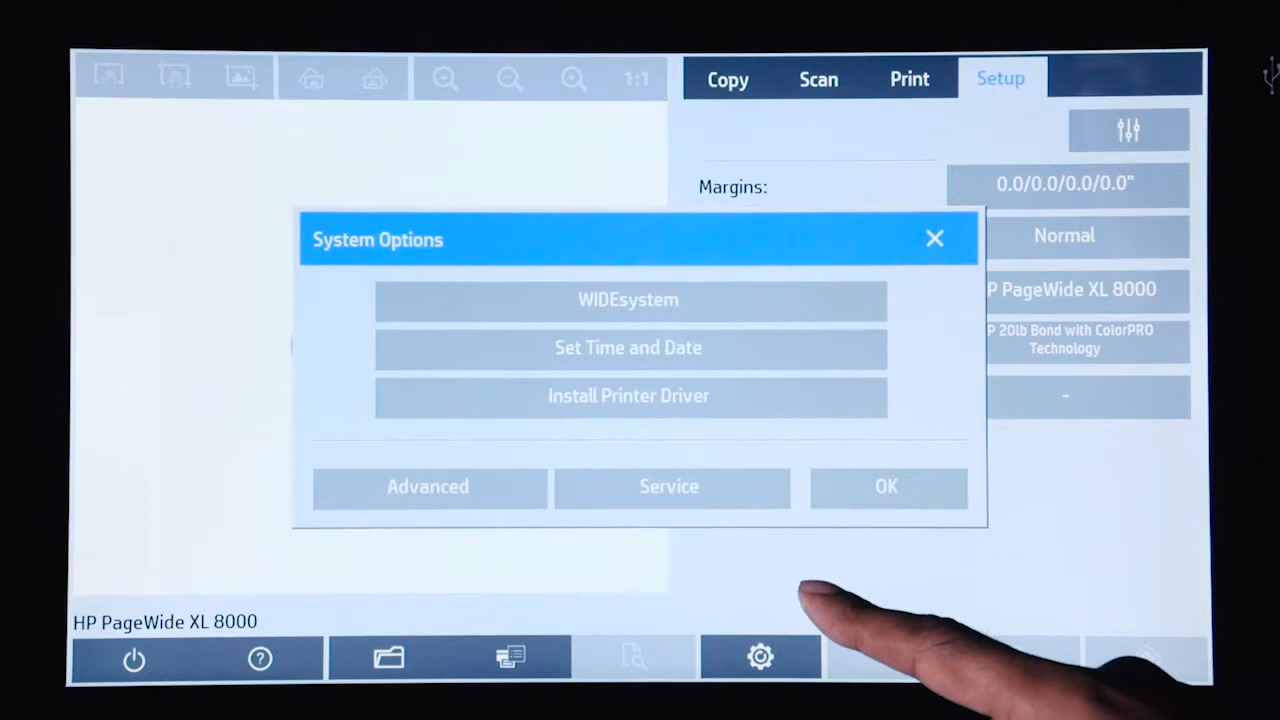 1:1
Copy
Scan
Print
Setup
Margins:
0.0/0.0/0.0/0.0"
Normal
System Options
WIDEsystem
P PageWide XL 8000
Set Time and Date
P 20lb Bond with ColorPRO
Technology
Install Printer Driver
-
Advanced
Service
OK
HP PageWide XL 8000